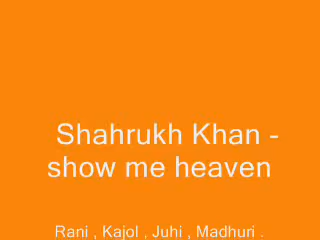 Shahrukh Khan -
show me heaven
Rani , Kajol , Juhi , Madhuri .